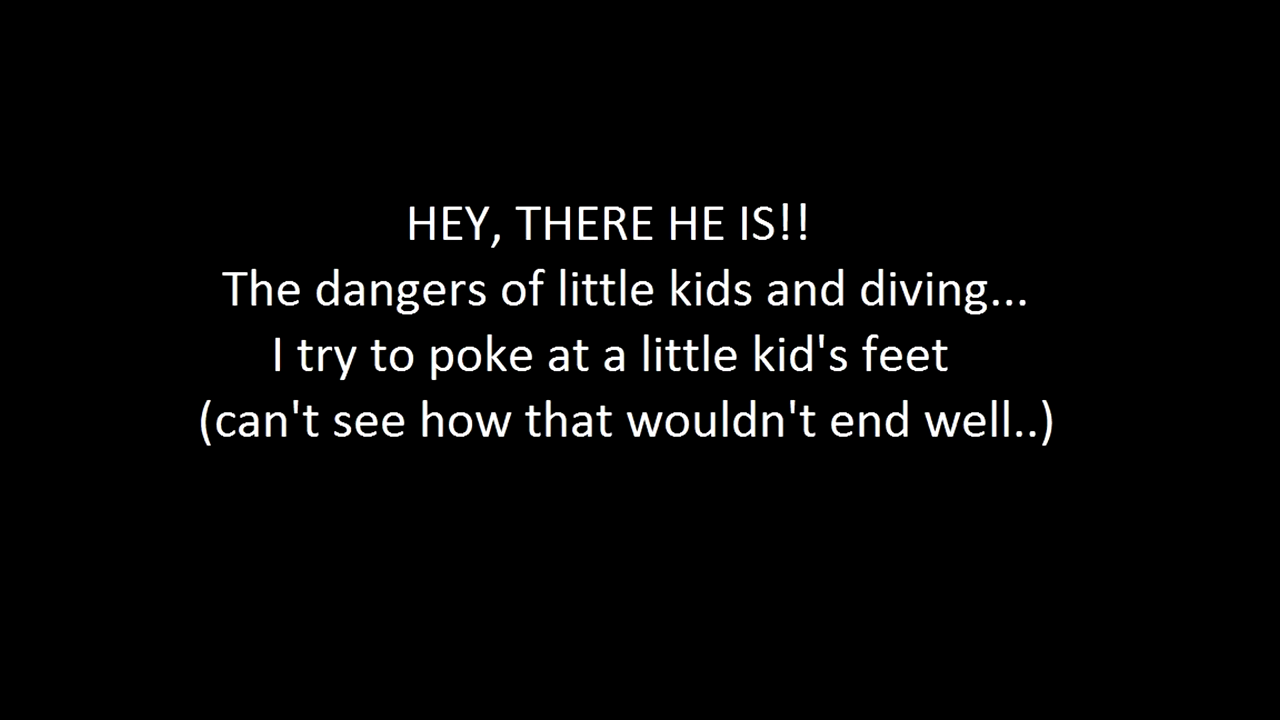 HEY, THERE HE IS!!
The dangers of little kids and diving...
I try to poke at a little kid's feet
(can't see how that wouldn't end well..)